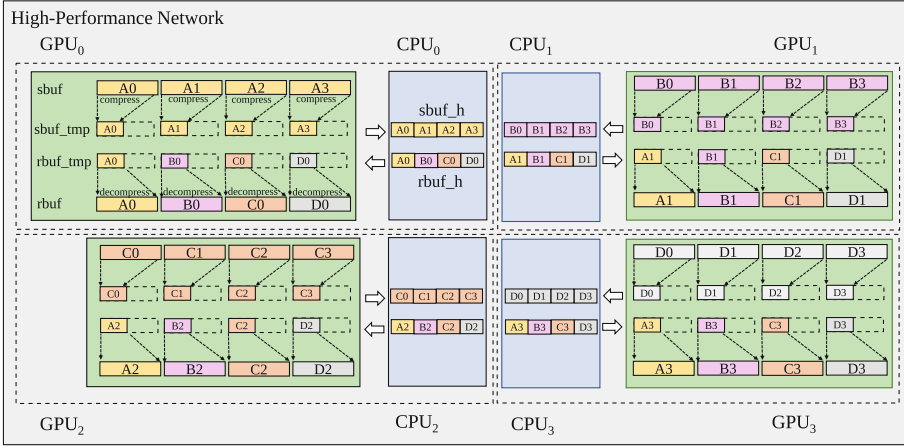 High-Performance Network
GPU0 CPU0 CPU1 GPU1
sbuf A0 A1 A2 A3
compress compress compress compress
sbuf_tmp A0 A1 A2 A3
rbuf_tmp A0 B0 C0 D0
decompress decompress decompress decompress
rbuf A0 B0 C0 D0
sbuf_h
A0 A1 A2 A3
A0 B0 C0 D0
rbuf_h
B0 B1 B2 B3
A1 B1 C1 D1
B0 B1 B2 B3
B0 B1 B2 B3
A1 B1 C1 D1
A1 B1 C1 D1
C0 C1 C2 C3
C0 C1 C2 C3
A2 B2 C2 D2
A2 B2 C2 D2
C0 C1 C2 C3
A2 B2 C2 D2
D0 D1 D2 D3
A3 B3 C3 D3
D0 D1 D2 D3
D0 D1 D2 D3
A3 B3 C3 D3
A3 B3 C3 D3
GPU2 CPU2 CPU3 GPU3